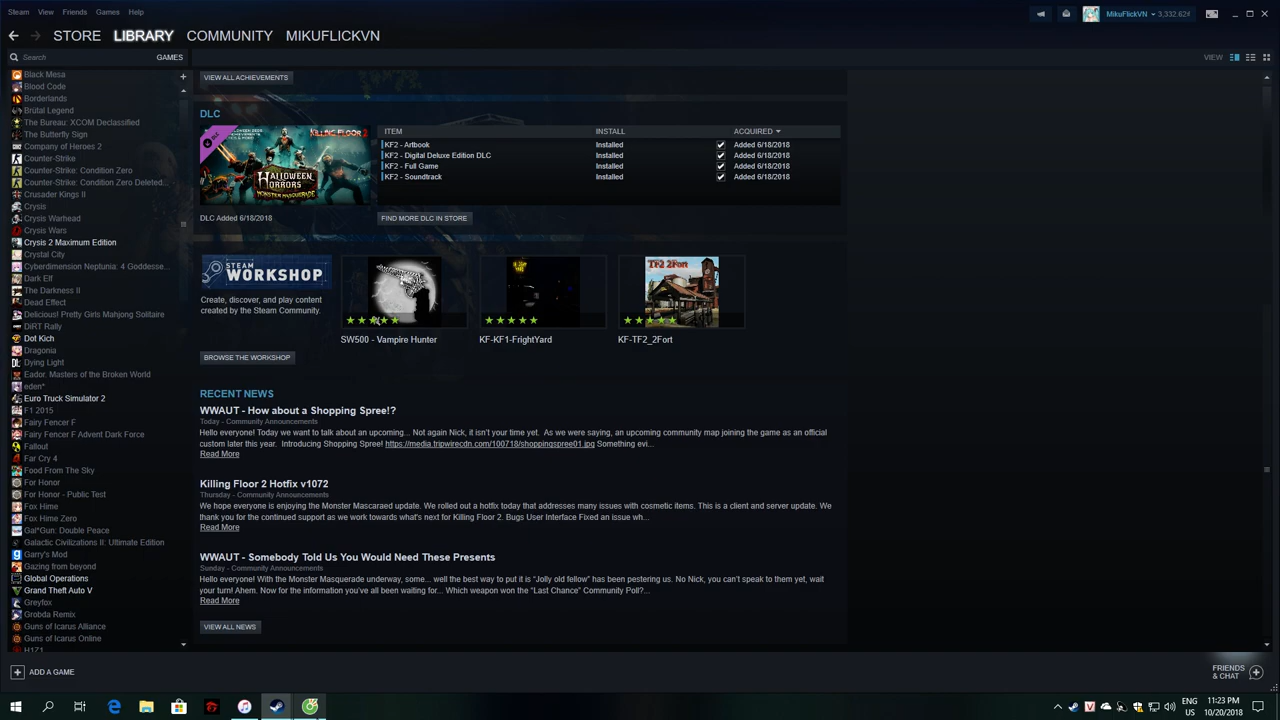 Steam View Friends Games Help
MikuFlickVN 3,332.62₫
STORE LIBRARY COMMUNITY MIKUFLICKVN
Search GAMES VIEW
Black Mesa
Blood Code
Borderlands
Brütal Legend
The Bureau: XCOM Declassified
The Butterfly Sign
Company of Heroes 2
Counter-Strike
Counter-Strike: Condition Zero
Counter-Strike: Condition Zero Deleted...
Crusader Kings II
Crysis
Crysis Warhead
Crysis Wars
Crysis 2 Maximum Edition
Crystal City
Cyberdimension Neptunia: 4 Goddesse...
Dark Elf
The Darkness II
Dead Effect
Delicious! Pretty Girls Mahjong Solitaire
DiRT Rally
Dot Kich
Dragonia
Dying Light
Eador. Masters of the Broken World
eden*
Euro Truck Simulator 2
F1 2015
Fairy Fencer F
Fairy Fencer F Advent Dark Force
Fallout
Far Cry 4
Food From The Sky
For Honor
For Honor - Public Test
Fox Hime
Fox Hime Zero
Gal*Gun: Double Peace
Galactic Civilizations II: Ultimate Edition
Garry's Mod
Gazing from beyond
Global Operations
Grand Theft Auto V
Greyfox
Grobda Remix
Guns of Icarus Alliance
Guns of Icarus Online
H1Z1
VIEW ALL ACHIEVEMENTS
DLC
KILLING FLOOR 2
HALLOWEEN
HORRORS
MONSTER MASQUERADE
DLC Added 6/18/2018
ITEM INSTALL ACQUIRED
KF2 - Artbook Installed Added 6/18/2018
KF2 - Digital Deluxe Edition DLC Installed Added 6/18/2018
KF2 - Full Game Installed Added 6/18/2018
KF2 - Soundtrack Installed Added 6/18/2018
FIND MORE DLC IN STORE
STEAM
WORKSHOP
Create, discover, and play content
created by the Steam Community.
BROWSE THE WORKSHOP
SW500 - Vampire Hunter
KF-KF1-FrightYard
TF2 2Fort
KF-TF2_2Fort
RECENT NEWS
WWAUT - How about a Shopping Spree!?
Today - Community Announcements
Hello everyone! Today we want to talk about an upcoming... Not again Nick, it isn't your time yet. As we were saying, an upcoming community map joining the game as an official
custom later this year. Introducing Shopping Spree! https://media.tripwirecdn.com/100718/shoppingspree01.jpg Something evi...
Read More
Killing Floor 2 Hotfix v1072
Thursday - Community Announcements
We hope everyone is enjoying the Monster Mascaraed update. We rolled out a hotfix today that addresses many issues with cosmetic items. This is a client and server update. We
thank you for the continued support as we work towards what's next for Killing Floor 2. Bugs User Interface Fixed an issue wh...
Read More
WWAUT - Somebody Told Us You Would Need These Presents
Sunday - Community Announcements
Hello everyone! With the Monster Masquerade underway, some... well the best way to put it is “Jolly old fellow” has been pestering us. No Nick, you can't speak to them yet, wait
your turn! Ahem. Now for the information you've all been waiting for... Which weapon won the “Last Chance” Community Poll?...
Read More
VIEW ALL NEWS
ADD A GAME
FRIENDS
& CHAT
ENG 11:23 PM
US 10/20/2018